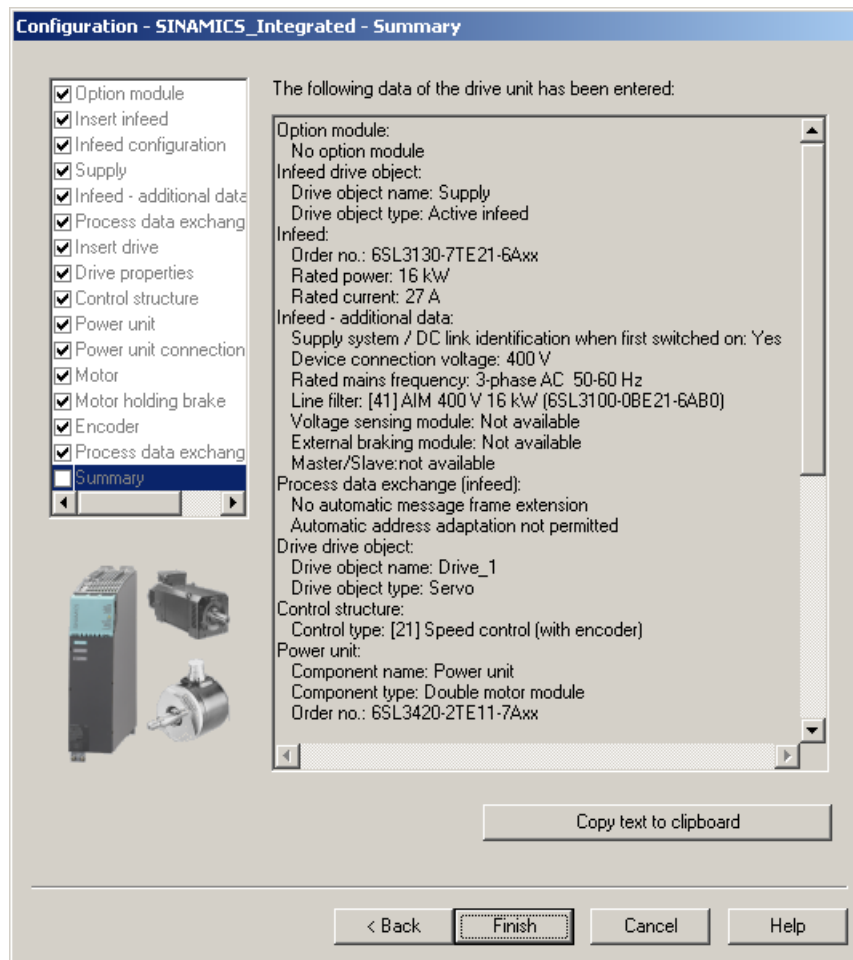 Configuration - SINAMICS_Integrated - Summary
Option module
Insert infeed
Infeed configuration
Supply
Infeed - additional data
Process data exchang
Insert drive
Drive properties
Control structure
Power unit
Power unit connection
Motor
Motor holding brake
Encoder
Process data exchang
Summary
The following data of the drive unit has been entered:
Option module:
No option module
Infeed drive object:
Drive object name: Supply
Drive object type: Active infeed
Infeed:
Order no.: 6SL3130-7TE21-6Axx
Rated power: 16 kW
Rated current: 27 A
Infeed - additional data:
Supply system / DC link identification when first switched on: Yes
Device connection voltage: 400 V
Rated mains frequency: 3-phase AC 50-60 Hz
Line filter: [41] AIM 400 V 16 kW (6SL3100-0BE21-6AB0)
Voltage sensing module: Not available
External braking module: Not available
Master/Slave:not available
Process data exchange (infeed):
No automatic message frame extension
Automatic address adaptation not permitted
Drive drive object:
Drive object name: Drive_1
Drive object type: Servo
Control structure:
Control type: [21] Speed control (with encoder)
Power unit:
Component name: Power unit
Component type: Double motor module
Order no.: 6SL3420-2TE11-7Axx
Copy text to clipboard
< Back
Finish
Cancel
Help